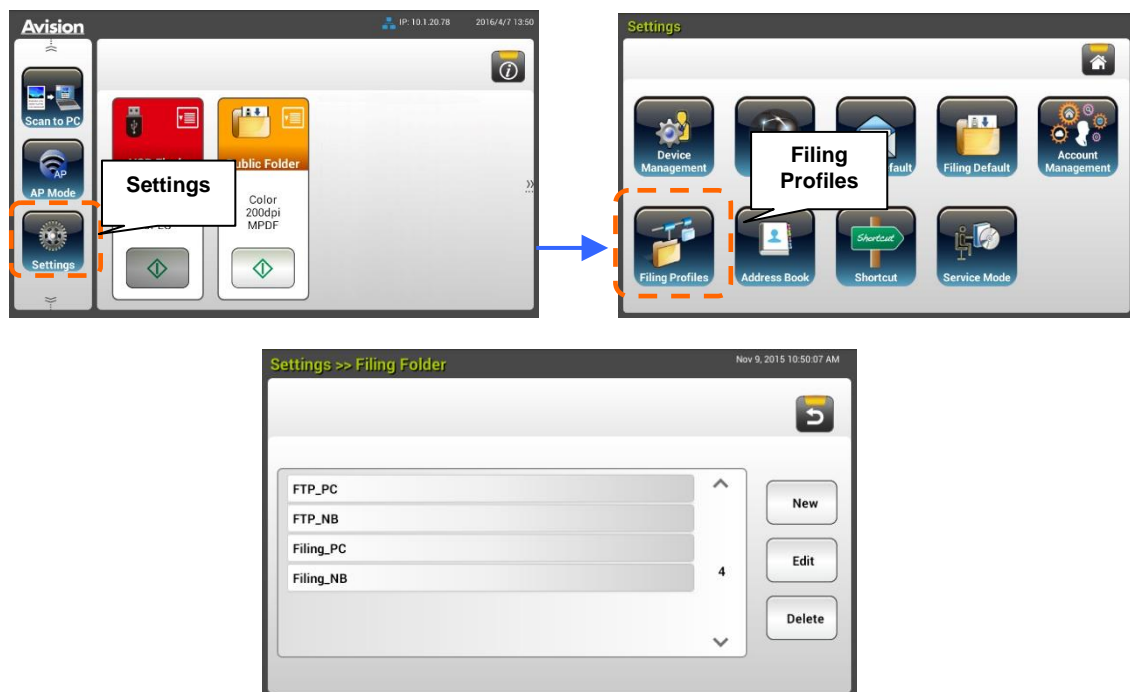 Avision
IP: 10.1.20.78
2016/4/7 13:50
Scan to PC
AP
AP Mode
Settings
Settings
Public Folder
Color
200dpi
MPDF
Settings
Device
Management
Filing
Profiles
Filing Default
Account
Management
Filing Profiles
Address Book
Shortcut
Shortcut
Service Mode
Settings >> Filing Folder
Nov 9, 2015 10:50:07 AM
FTP_PC
FTP_NB
Filing_PC
Filing_NB
4
New
Edit
Delete